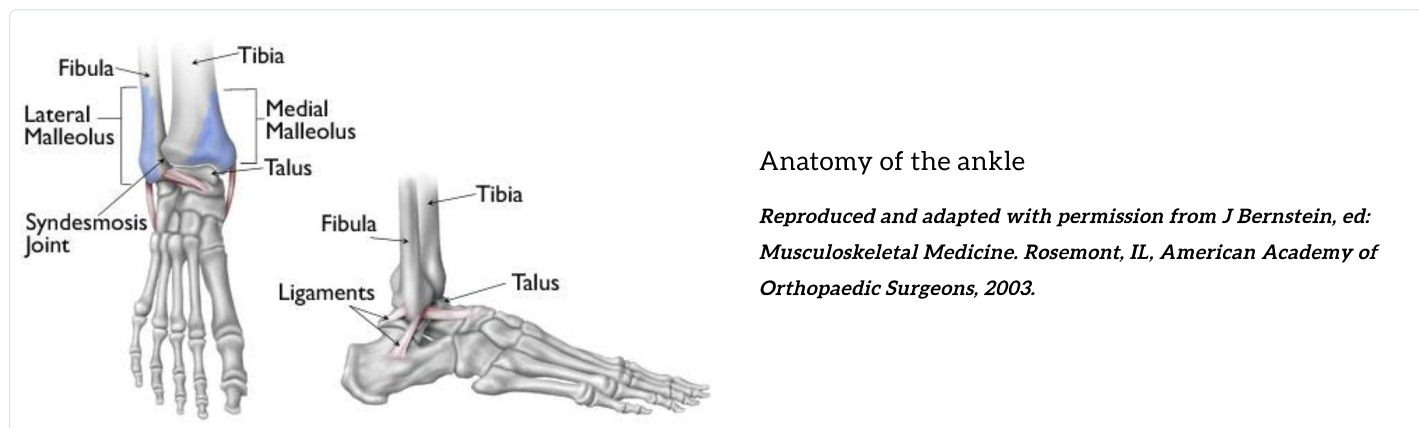 Fibula
Tibia
Lateral
Malleolus
Medial
Malleolus
Talus
Syndesmosis
Joint
Tibia
Fibula
Ligaments
Talus
Anatomy of the ankle
Reproduced and adapted with permission from J Bernstein, ed:
Musculoskeletal Medicine. Rosemont, IL, American Academy of
Orthopaedic Surgeons, 2003.